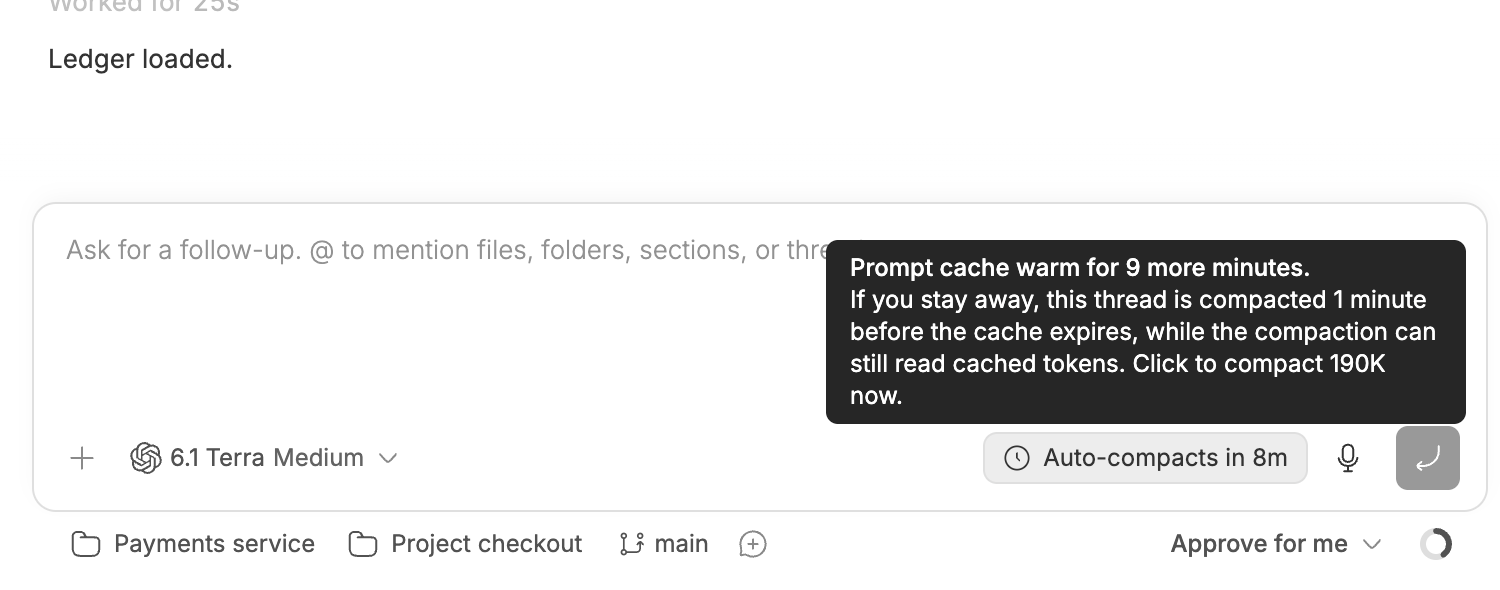 Worked for 25s
Ledger loaded.
Ask for a follow-up. @ to mention files, folders, sections, or
Prompt cache warm for 9 more minutes.
If you stay away, this thread is compacted 1 minute
before the cache expires, while the compaction can
still read cached tokens. Click to compact 190K
now.
6.1 Terra Medium
Auto-compacts in 8m
Payments service
Project checkout
main
Approve for me